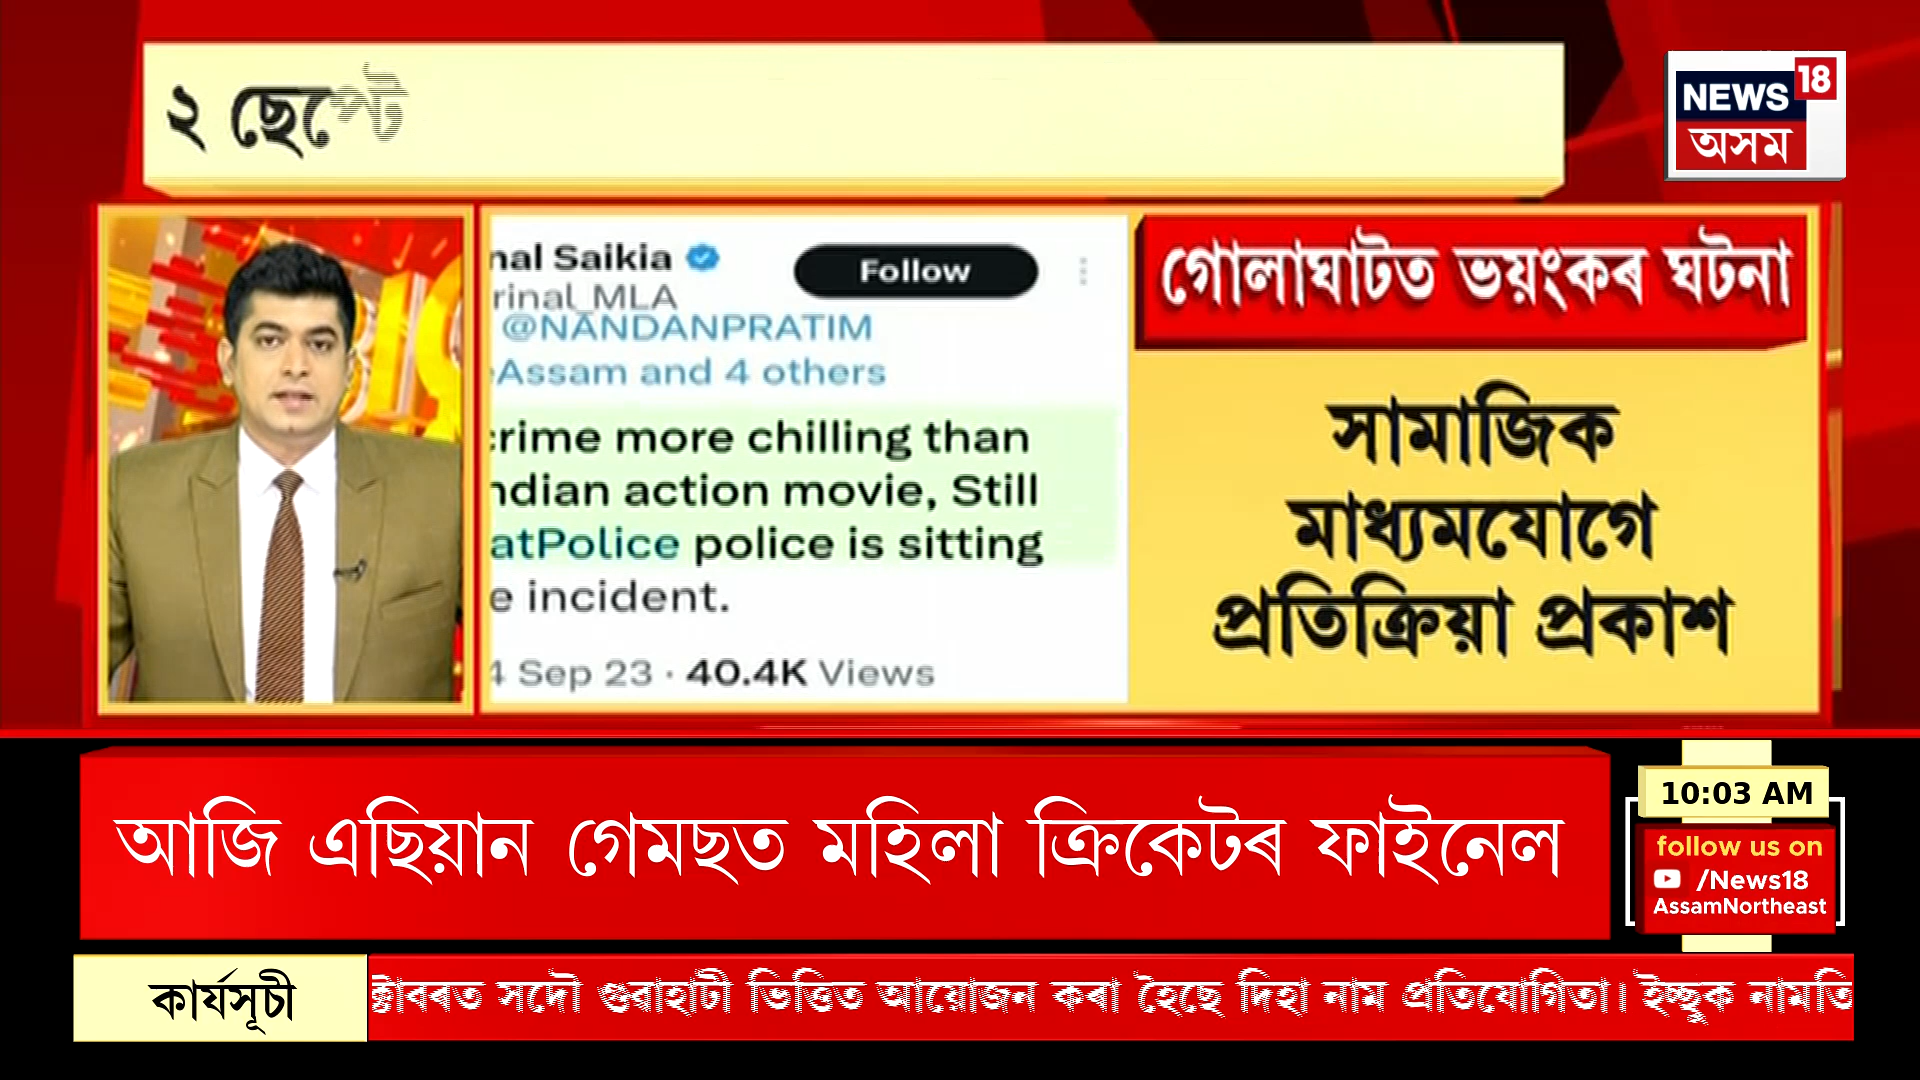 ২ ছেপ্টে
NEWS 18
অসম
nal Saikia
Follow
rinal_MLA
@NANDANPRATIM
Assam and 4 others
crime more chilling than
ndian action movie, Still
atPolice police is sitting
e incident.
4 Sep 23 · 40.4K Views
গোলাঘাটত ভয়ংকৰ ঘটনা
সামাজিক
মাধ্যমযোগে
প্ৰতিক্ৰিয়া প্ৰকাশ
আজি এছিয়ান গেমছত মহিলা ক্ৰিকেটৰ ফাইনেল
10:03 AM
follow us on
/News18
AssamNortheast
কাৰ্যসূচী
ক্টাবৰত সদৌ গুৱাহাটী ভিত্তিত আয়োজন কৰা হৈছে দিহা নাম প্ৰতিযোগিতা। ইচ্ছুক নামতি